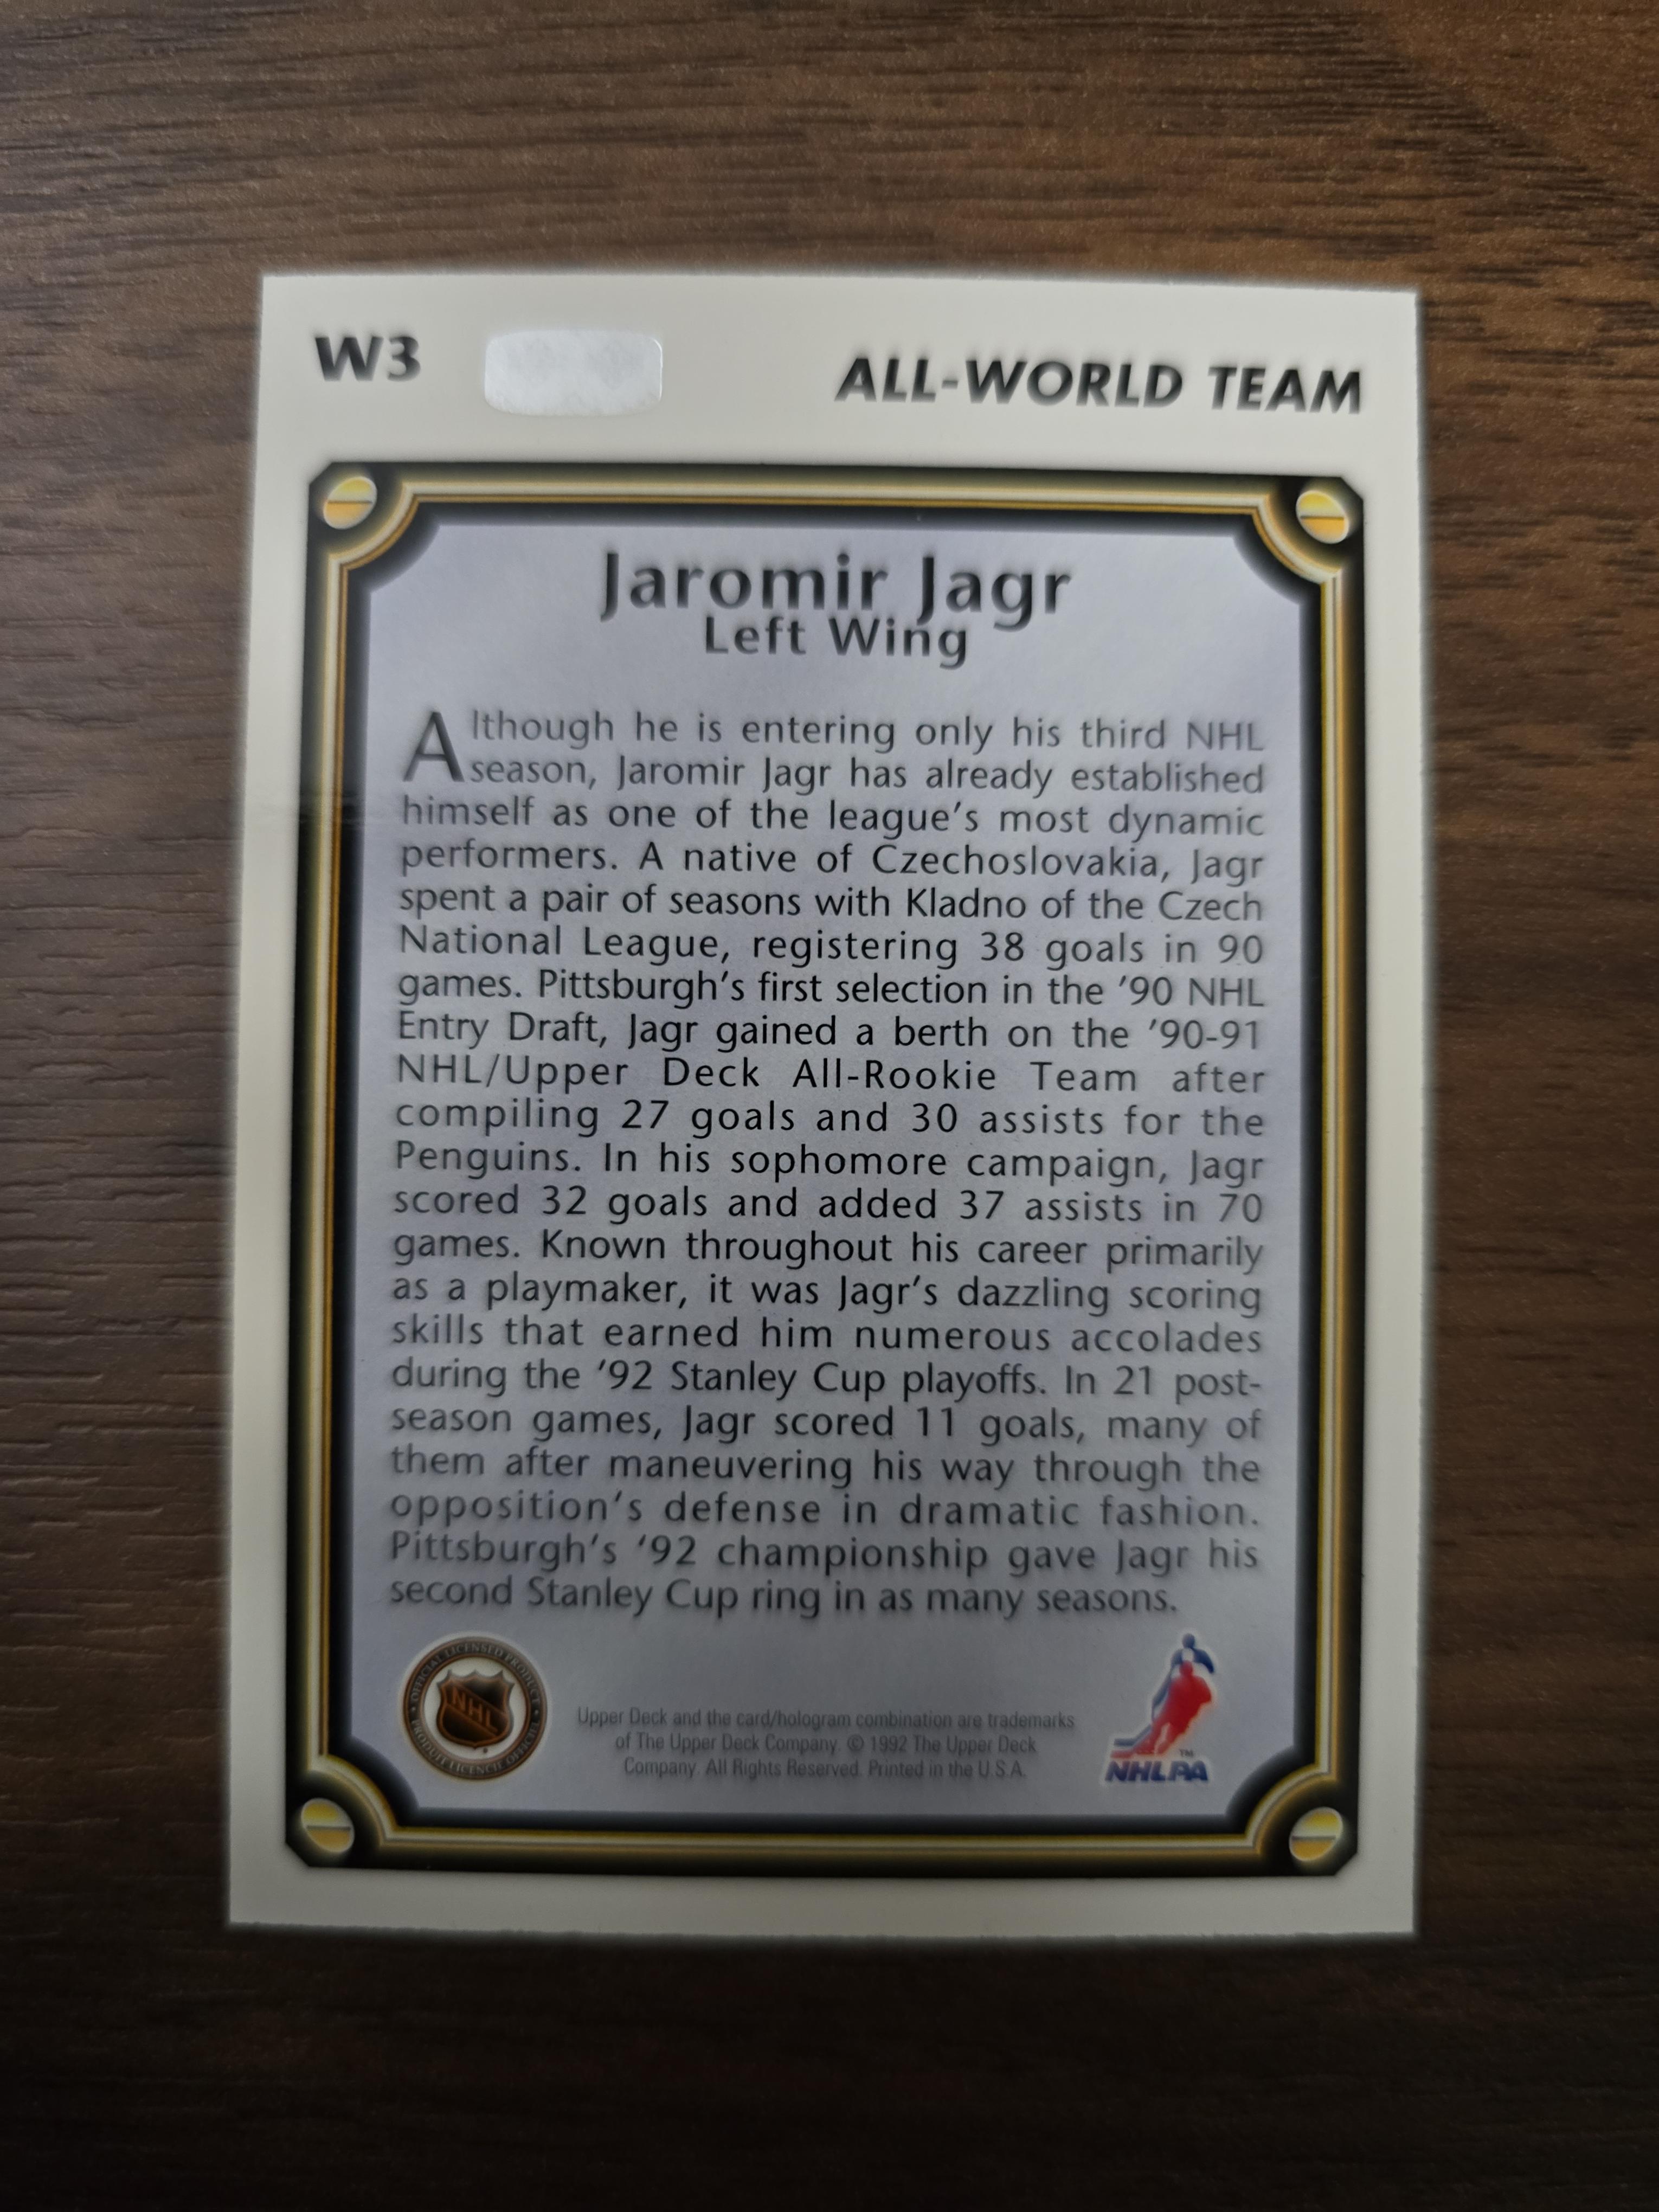 W3
ALL-WORLD TEAM
Jaromir Jagr
Left Wing
Although he is entering only his third NHL
season, Jaromir Jagr has already established
himself as one of the league's most dynamic
performers. A native of Czechoslovakia, Jagr
spent a pair of seasons with Kladno of the Czech
National League, registering 38 goals in 90
games. Pittsburgh's first selection in the '90 NHL
Entry Draft, Jagr gained a berth on the '90-91
NHL/Upper Deck All-Rookie Team after
compiling 27 goals and 30 assists for the
Penguins. In his sophomore campaign, Jagr
scored 32 goals and added 37 assists in 70
games. Known throughout his career primarily
as a playmaker, it was Jagr's dazzling scoring
skills that earned him numerous accolades
during the '92 Stanley Cup playoffs. In 21 post-
season games, Jagr scored 11 goals, many of
them after maneuvering his way through the
opposition's defense in dramatic fashion.
Pittsburgh's '92 championship gave Jagr his
second Stanley Cup ring in as many seasons.
OFFICIAL LICENSED PRODUCT
NHL
PRODUIT LICENCIÉ OFFICIEL
Upper Deck and the card/hologram combination are trademarks
of The Upper Deck Company. © 1992 The Upper Deck
Company. All Rights Reserved. Printed in the U.S.A.
™
NHLPA